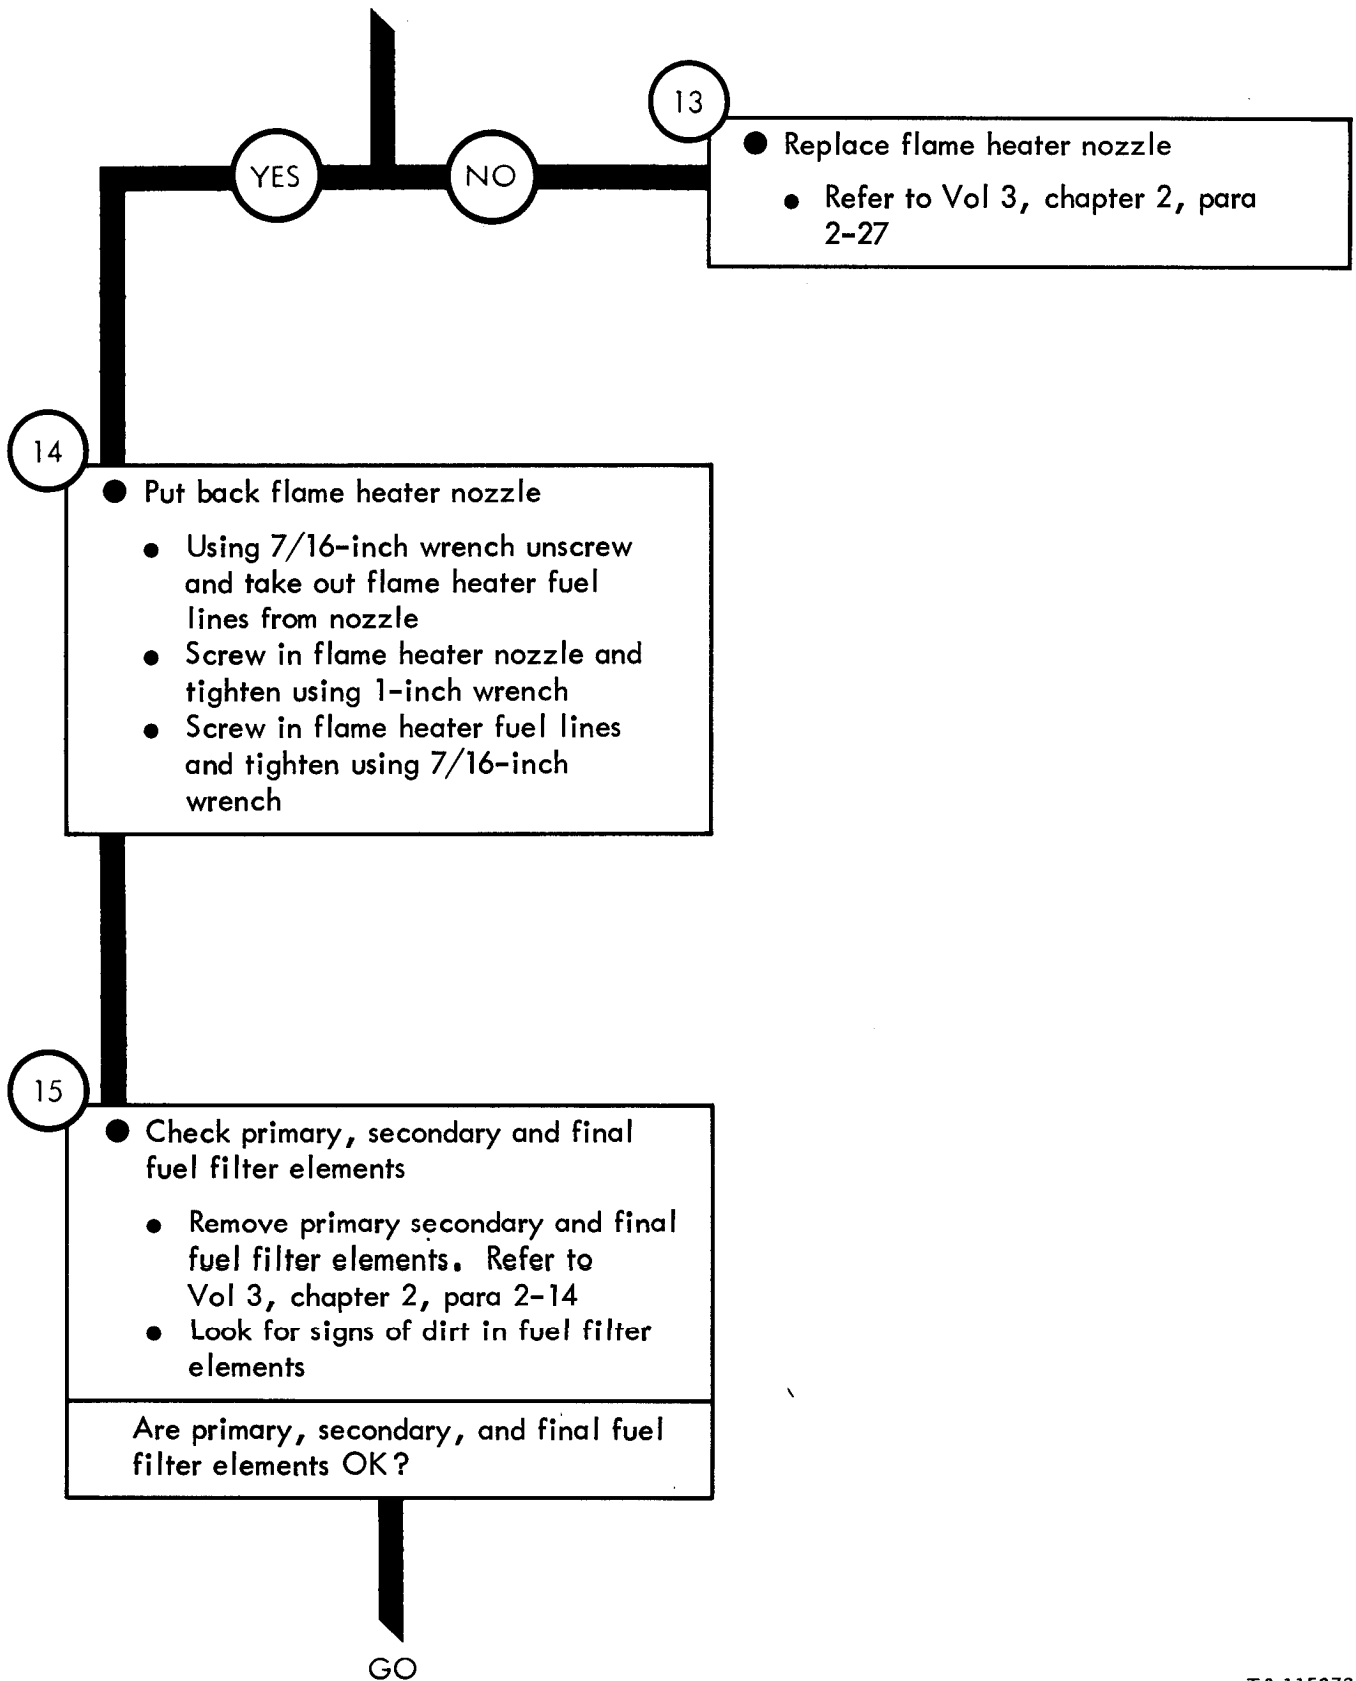 13
● Replace flame heater nozzle
● Refer to Vol 3, chapter 2, para
2-27
YES
NO
14
● Put back flame heater nozzle
● Using 7/16-inch wrench unscrew
and take out flame heater fuel
lines from nozzle
● Screw in flame heater nozzle and
tighten using 1-inch wrench
● Screw in flame heater fuel lines
and tighten using 7/16-inch
wrench
15
● Check primary, secondary and final
fuel filter elements
● Remove primary secondary and final
fuel filter elements. Refer to
Vol 3, chapter 2, para 2-14
● Look for signs of dirt in fuel filter
elements
Are primary, secondary, and final fuel
filter elements OK?
GO